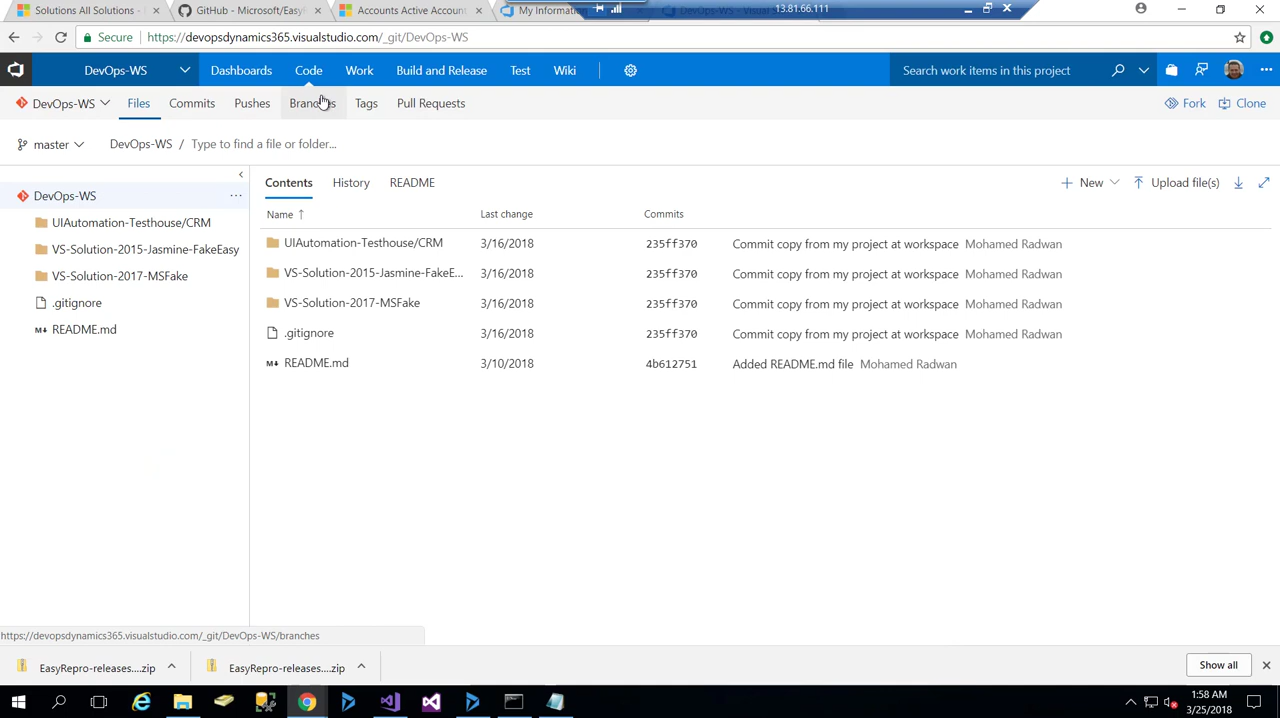 Solutions All Solutions -
GitHub - Microsoft/Easy
Accounts Active Accoun
My Information
13.81.66.111
Secure
https://devopsdynamics365.visualstudio.com/_git/DevOps-WS
DevOps-WS
Dashboards
Code
Work
Build and Release
Test
Wiki
Search work items in this project
DevOps-WS
Files
Commits
Pushes
Branches
Tags
Pull Requests
Fork
Clone
master
DevOps-WS / Type to find a file or folder...
DevOps-WS
UIAutomation-Testhouse/CRM
VS-Solution-2015-Jasmine-FakeEasy
VS-Solution-2017-MSFake
.gitignore
README.md
Contents
History
README
New
Upload file(s)
Name
Last change
Commits
UIAutomation-Testhouse/CRM 3/16/2018 235ff370 Commit copy from my project at workspace Mohamed Radwan
VS-Solution-2015-Jasmine-FakeE... 3/16/2018 235ff370 Commit copy from my project at workspace Mohamed Radwan
VS-Solution-2017-MSFake 3/16/2018 235ff370 Commit copy from my project at workspace Mohamed Radwan
.gitignore 3/16/2018 235ff370 Commit copy from my project at workspace Mohamed Radwan
README.md 3/10/2018 4b612751 Added README.md file Mohamed Radwan
https://devopsdynamics365.visualstudio.com/_git/DevOps-WS/branches
EasyRepro-releases....zip
EasyRepro-releases....zip
Show all
1:58 AM
3/25/2018